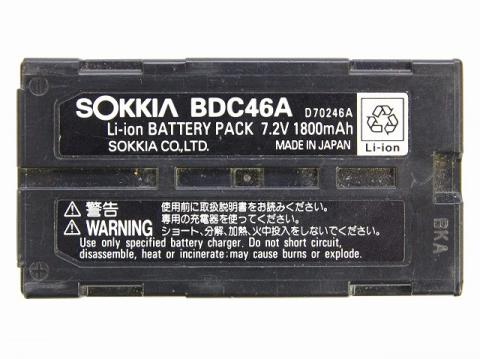 SOKKIA BDC46A D70246A
Li-ion BATTERY PACK 7.2V 1800mAh
SOKKIA CO.,LTD. MADE IN JAPAN
Li-ion
⚠警告 使用前に取扱説明書をお読みください。
専用の充電器を使ってください。
⚠WARNING ショート、分解、加熱、火中投入をしないでください。
Use only specified battery charger. Do not short circuit,
disassemble, heat or incinerate; may cause burns or explode.
BKA